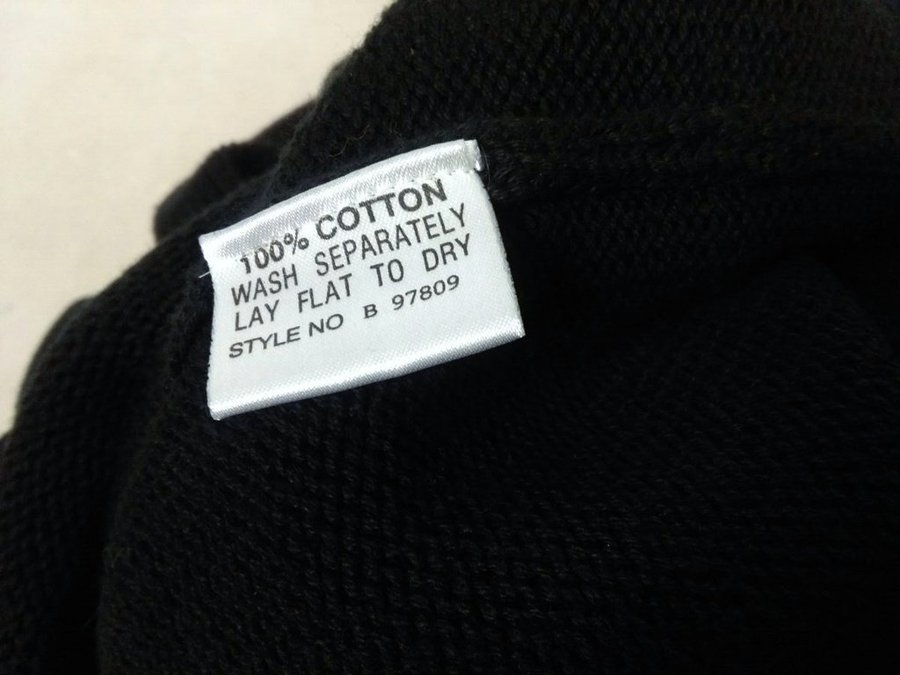 100% COTTON
WASH SEPARATELY
LAY FLAT TO DRY
STYLE NO B 97809